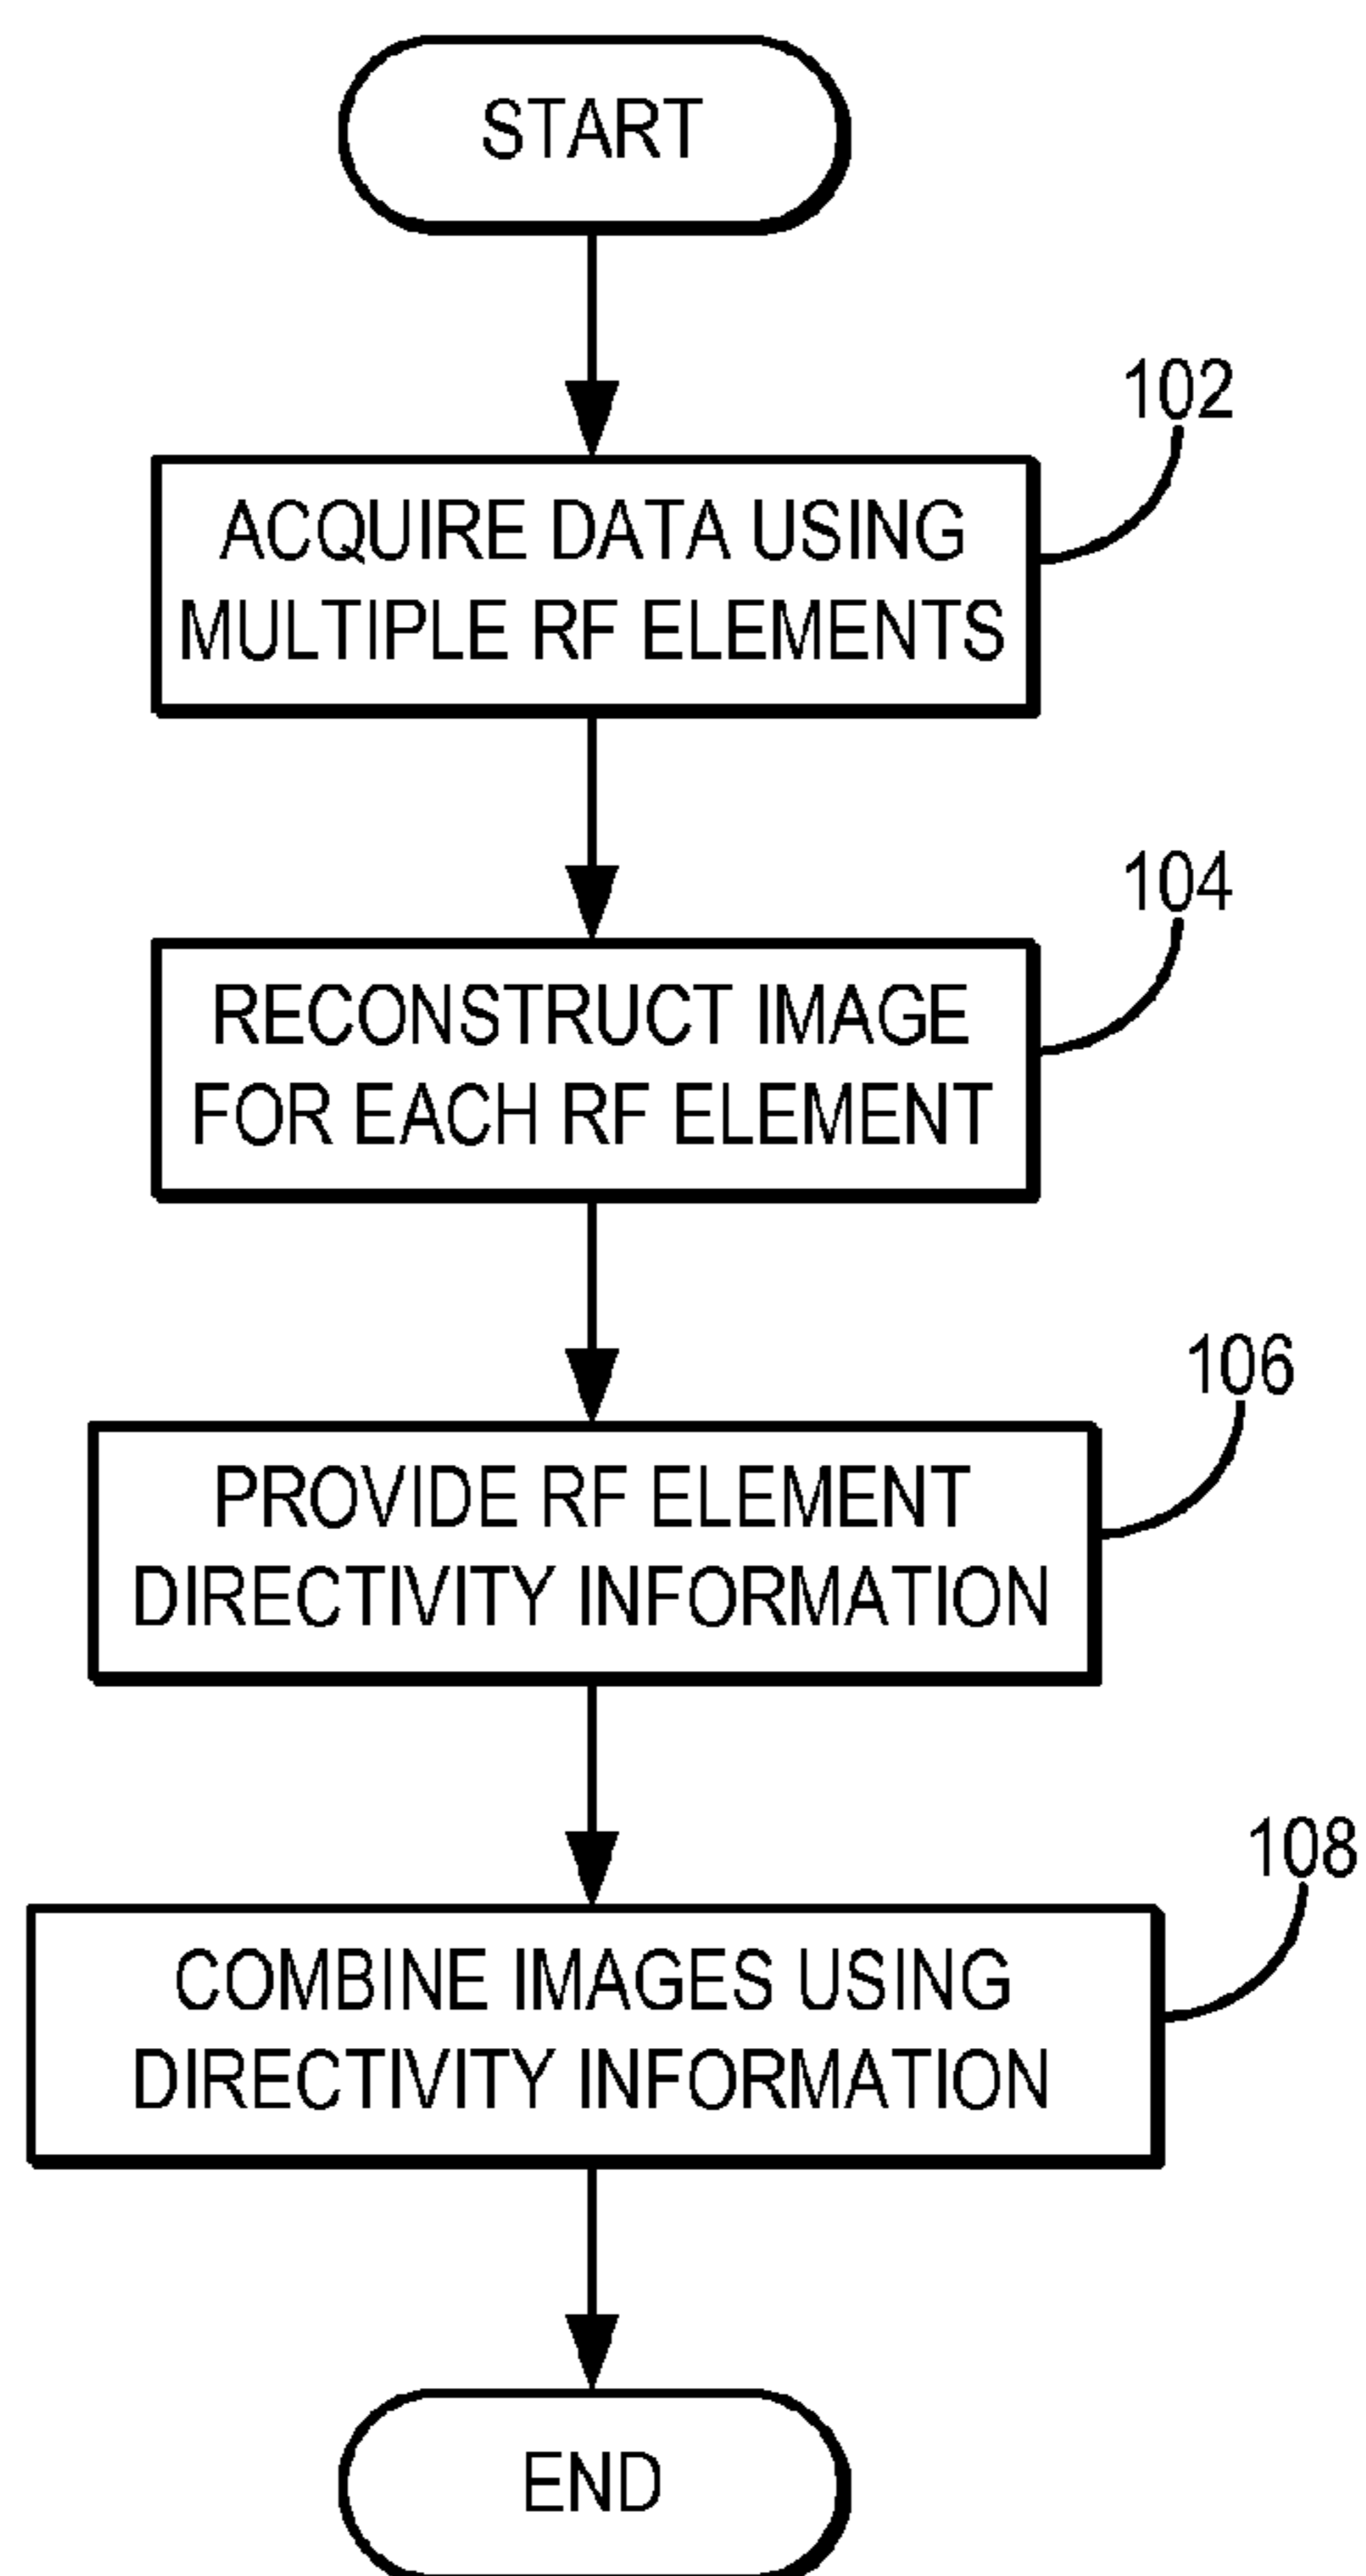 START
102
ACQUIRE DATA USING
MULTIPLE RF ELEMENTS
104
RECONSTRUCT IMAGE
FOR EACH RF ELEMENT
106
PROVIDE RF ELEMENT
DIRECTIVITY INFORMATION
108
COMBINE IMAGES USING
DIRECTIVITY INFORMATION
END